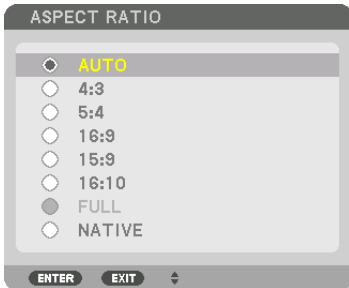 ASPECT RATIO
AUTO
4:3
5:4
16:9
15:9
16:10
FULL
NATIVE
ENTER EXIT